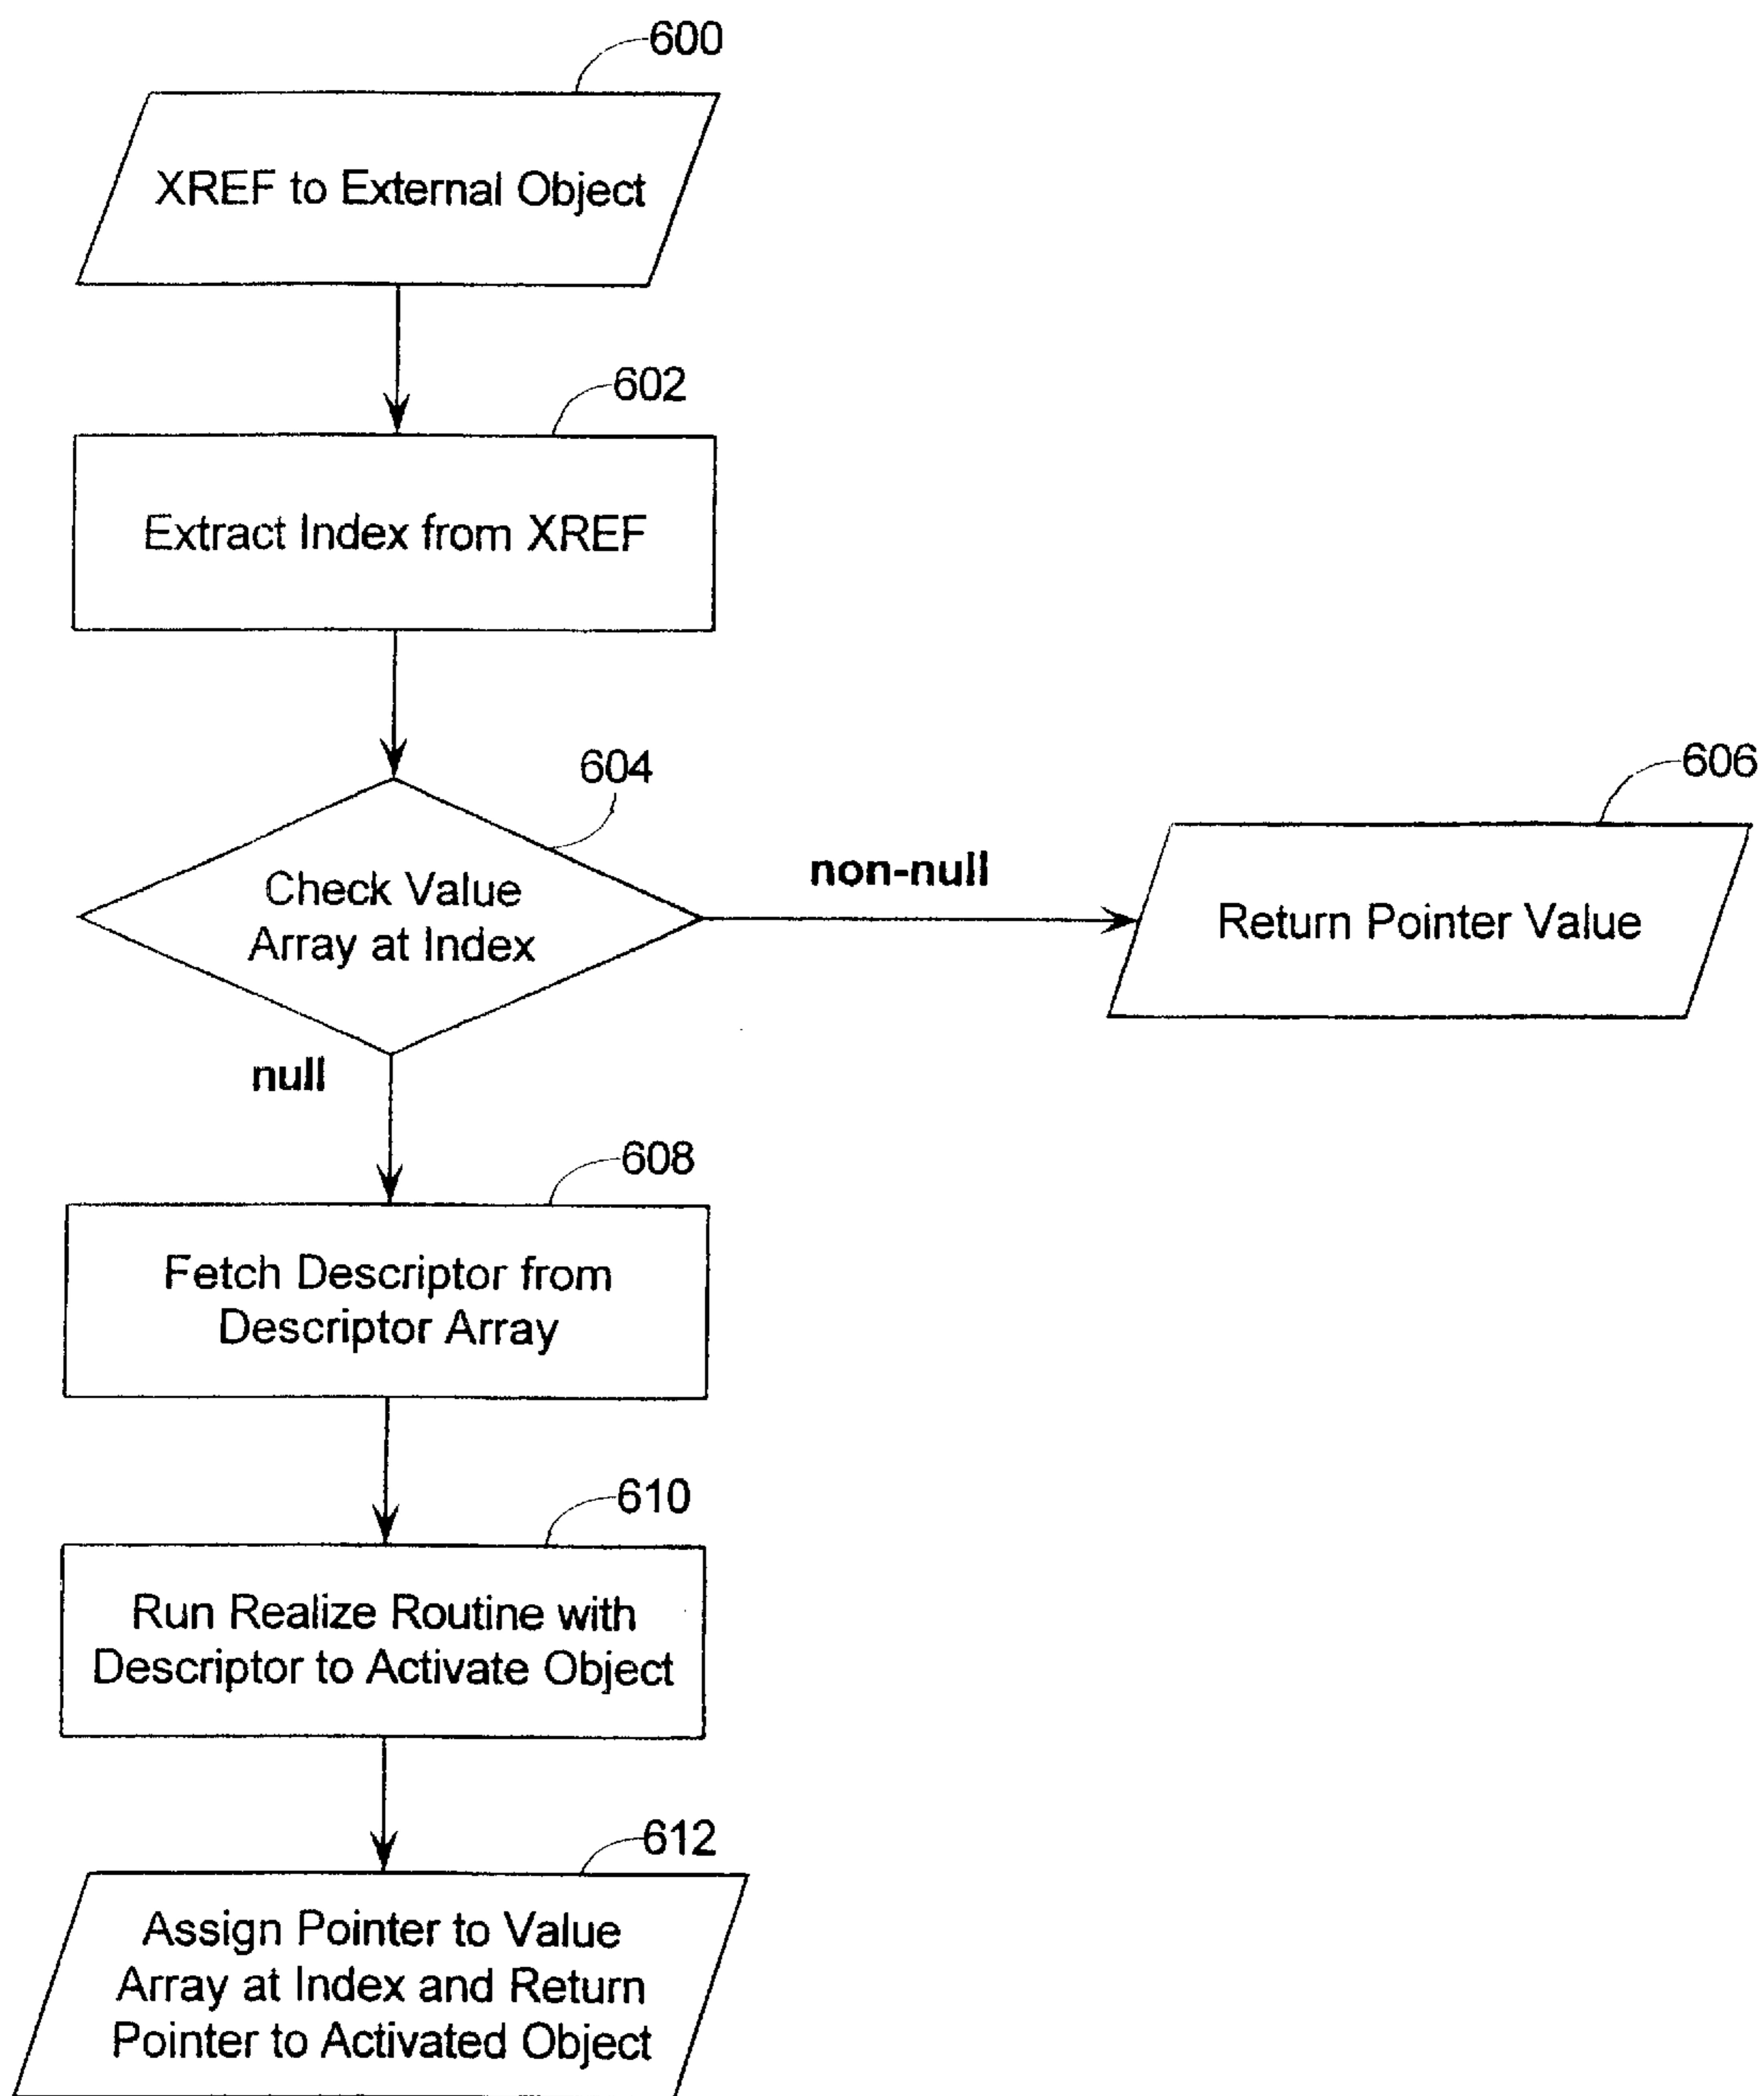 600
XREF to External Object
602
Extract Index from XREF
604
Check Value
Array at Index
non-null
606
Return Pointer Value
null
608
Fetch Descriptor from
Descriptor Array
610
Run Realize Routine with
Descriptor to Activate Object
612
Assign Pointer to Value
Array at Index and Return
Pointer to Activated Object